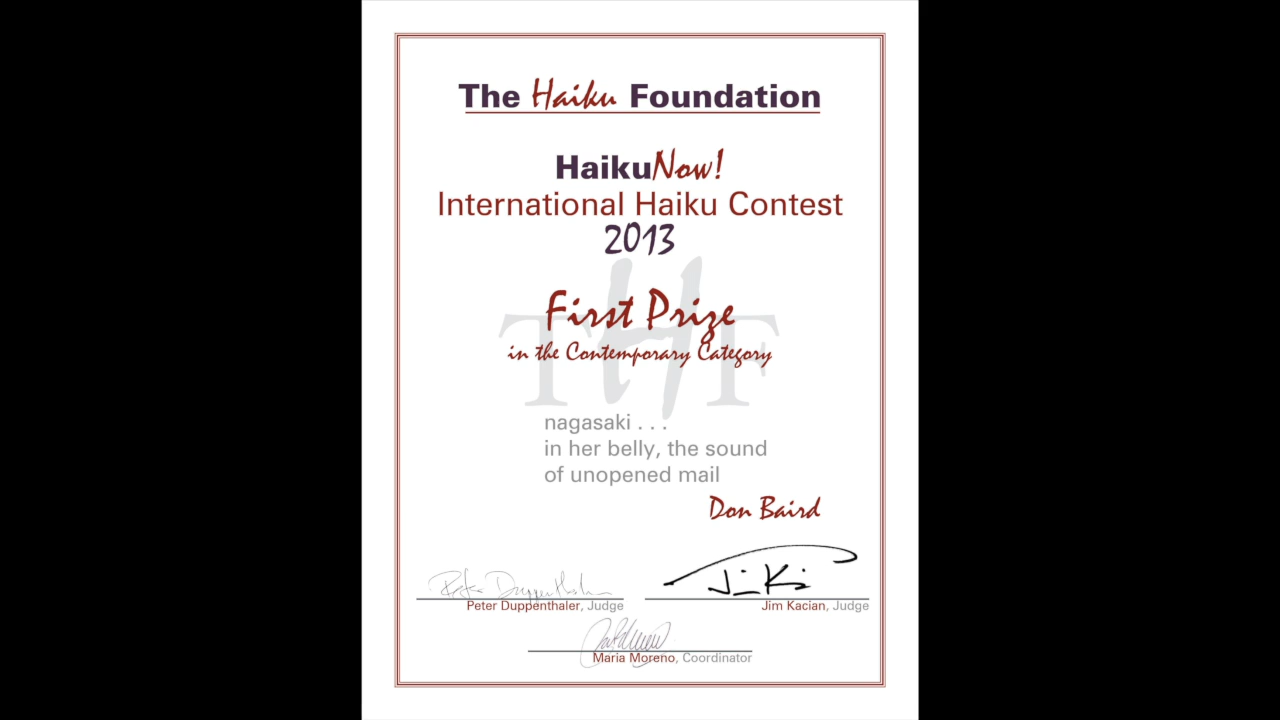 The Haiku Foundation
HaikuNow!
International Haiku Contest
2013
THF
First Prize
in the Contemporary Category
nagasaki . . .
in her belly, the sound
of unopened mail
Don Baird
Peter Duppenthaler, Judge
Jim Kacian, Judge
Maria Moreno, Coordinator